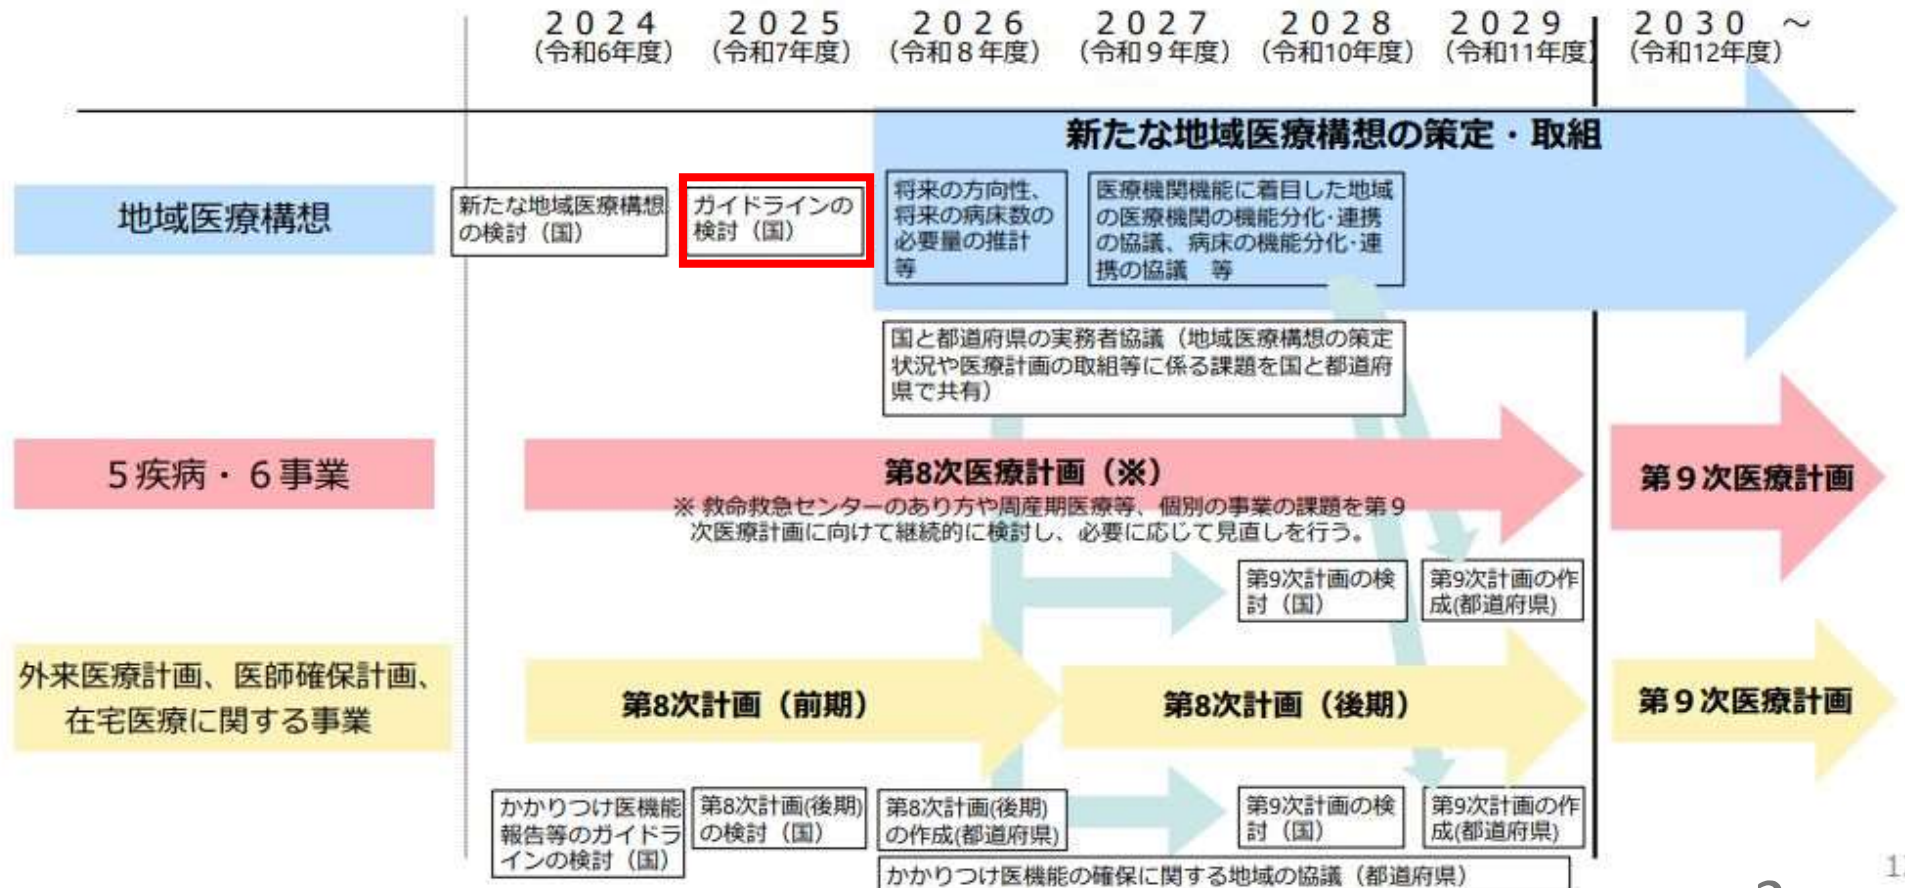 ２０２４ ２０２５ ２０２６ ２０２７ ２０２８ ２０２９ ２０３０ ～
（令和6年度） （令和7年度） （令和８年度） （令和９年度） （令和10年度） （令和11年度） （令和12年度）
新たな地域医療構想の策定・取組
地域医療構想
新たな地域医療構想
の検討（国）
ガイドラインの
検討（国）
将来の方向性、
将来の病床数の
必要量の推計
等
医療機関機能に着目した地域
の医療機関の機能分化･連携
の協議、病床の機能分化･連
携の協議　等
国と都道府県の実務者協議（地域医療構想の策定
状況や医療計画の取組等に係る課題を国と都道府
県で共有）
５疾病・６事業
第8次医療計画（※）
※ 救命救急センターのあり方や周産期医療等、個別の事業の課題を第９
次医療計画に向けて継続的に検討し、必要に応じて見直しを行う。
第９次医療計画
第9次計画の検
討（国）
第9次計画の作
成(都道府県)
外来医療計画、医師確保計画、
在宅医療に関する事業
第8次計画（前期）
第8次計画（後期）
第９次医療計画
かかりつけ医機能
報告等のガイドラ
インの検討（国）
第8次計画(後期)
の検討（国）
第8次計画(後期)
の作成(都道府県)
第9次計画の検
討（国）
第9次計画の作
成(都道府県)
かかりつけ医機能の確保に関する地域の協議（都道府県）